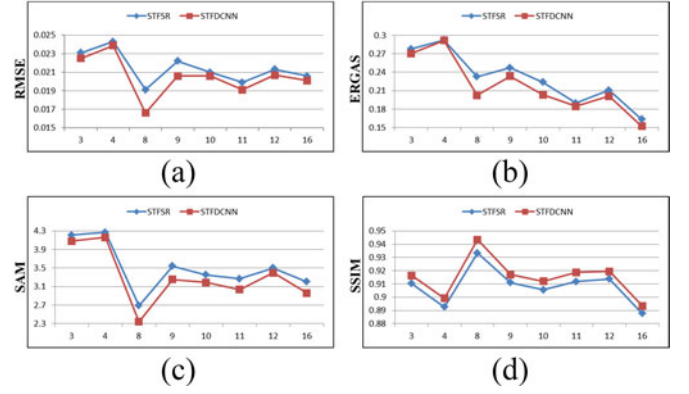 STFSR STFDCNN
RMSE
0.025
0.023
0.021
0.019
0.017
0.015
3 4 8 9 10 11 12 16
(a)
STFSR STFDCNN
ERGAS
0.3
0.27
0.24
0.21
0.18
0.15
3 4 8 9 10 11 12 16
(b)
STFSR STFDCNN
SAM
4.3
3.9
3.5
3.1
2.7
2.3
3 4 8 9 10 11 12 16
(c)
STFSR STFDCNN
SSIM
0.95
0.94
0.93
0.92
0.91
0.9
0.89
0.88
3 4 8 9 10 11 12 16
(d)